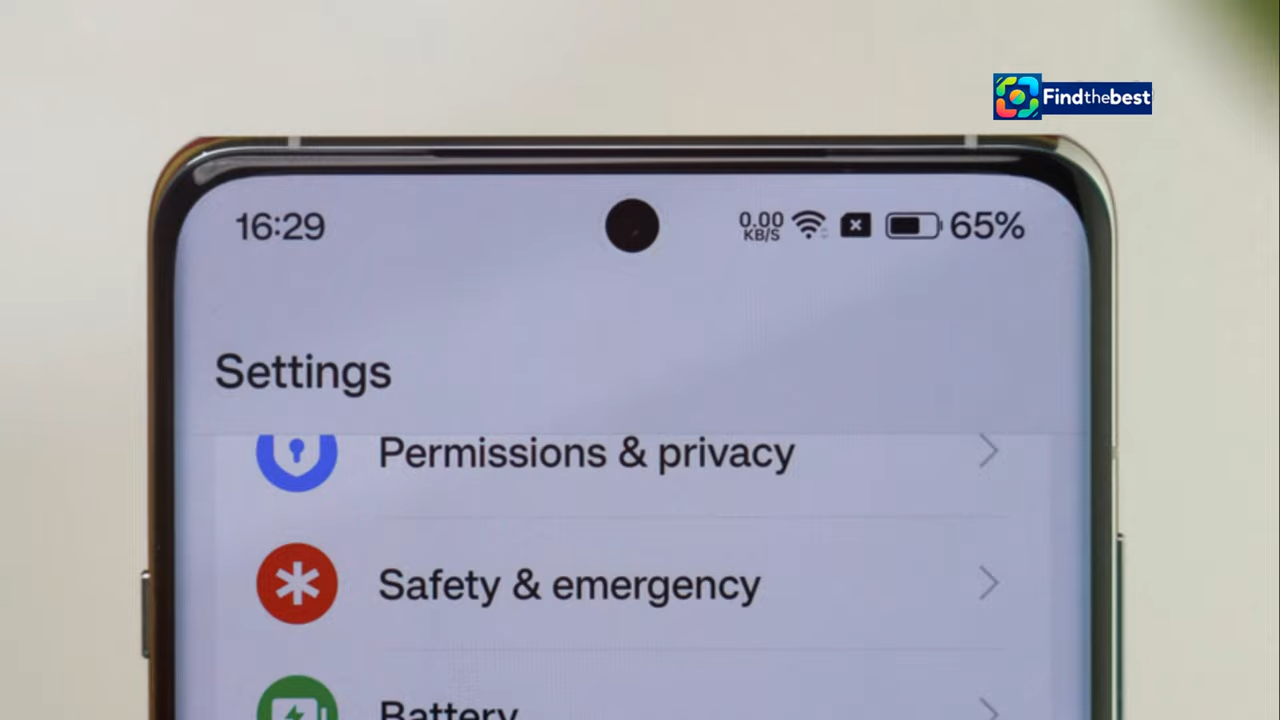 Findthebest
16:29
0.00
KB/S
65%
Settings
Permissions & privacy
Safety & emergency
Battery